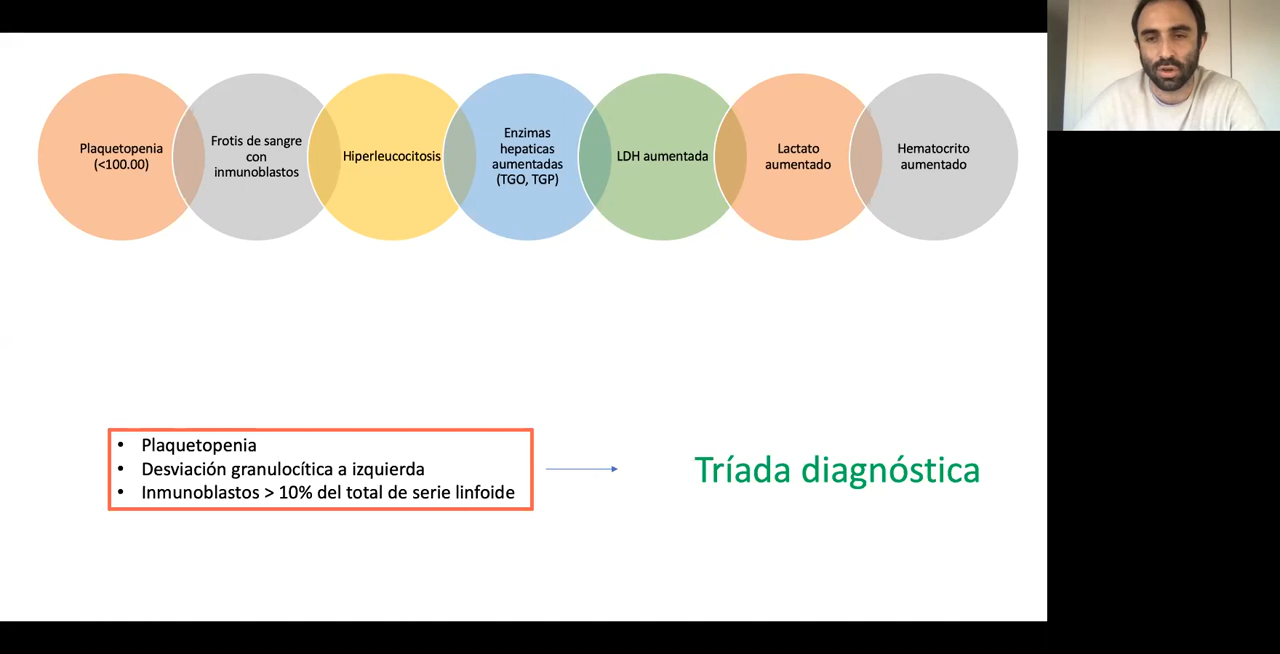 Plaquetopenia
(<100.00)
Frotis de sangre
con
inmunoblastos
Hiperleucocitosis
Enzimas
hepaticas
aumentadas
(TGO, TGP)
LDH aumentada
Lactato
aumentado
Hematocrito
aumentado
• Plaquetopenia
• Desviación granulocítica a izquierda
• Inmunoblastos > 10% del total de serie linfoide
Tríada diagnóstica